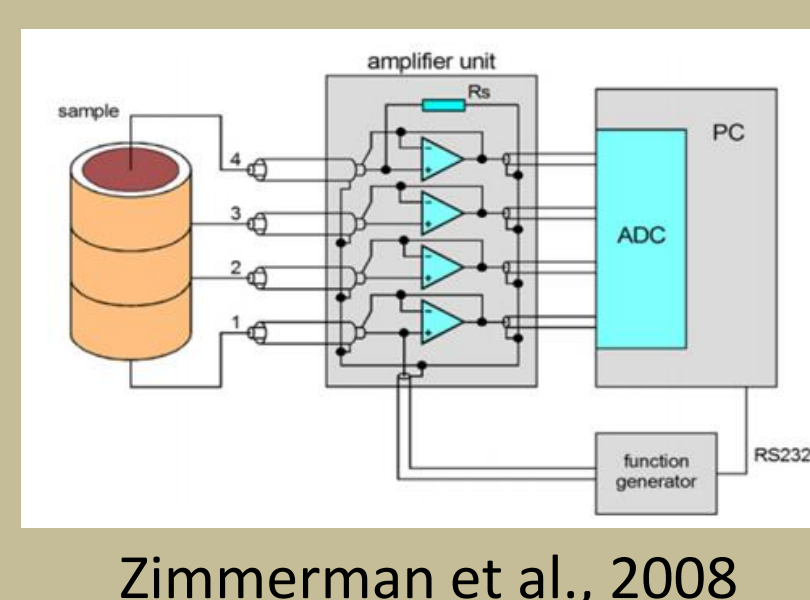 amplifier unit
sample
Rs
PC
4
3
ADC
2
1
function
generator
RS232
Zimmerman et al., 2008